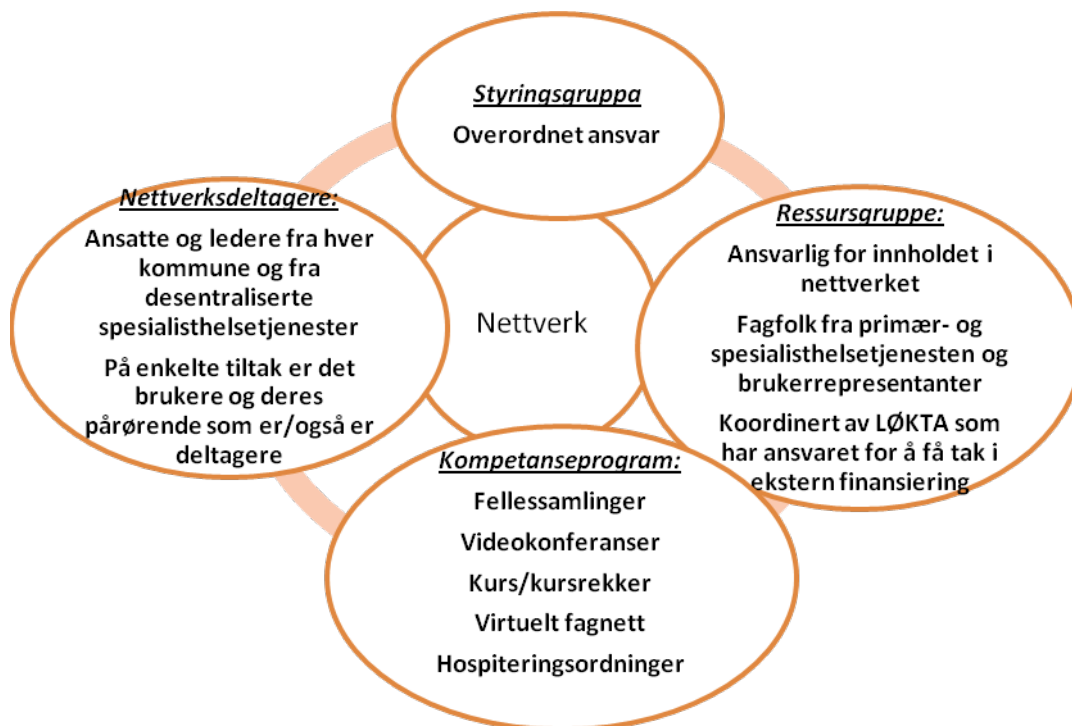 Styringsgruppa
Overordnet ansvar
Nettverksdeltagere:
Ansatte og ledere fra hver
kommune og fra
desentraliserte
spesialisthelsetjenester
På enkelte tiltak er det
brukere og deres
pårørende som er/også er
deltagere
Nettverk
Ressursgruppe:
Ansvarlig for innholdet i
nettverket
Fagfolk fra primær- og
spesialisthelsetjenesten og
brukerrepresentanter
Koordinert av LØKTA som
har ansvaret for å få tak i
ekstern finansiering
Kompetanseprogram:
Fellessamlinger
Videokonferanser
Kurs/kursrekker
Virtuelt fagnett
Hospiteringsordninger